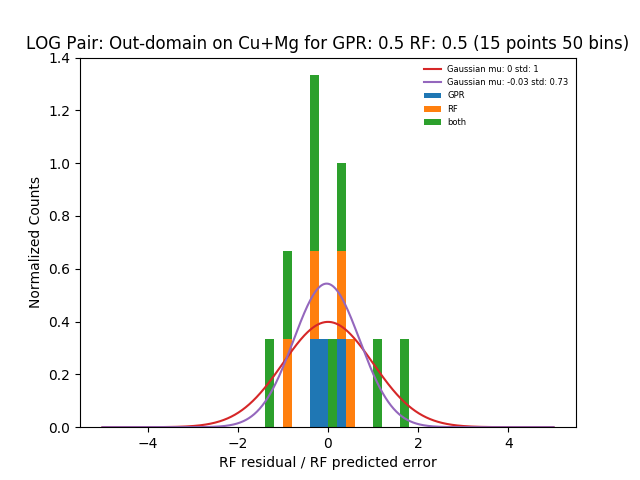 LOG Pair: Out-domain on Cu+Mg for GPR: 0.5 RF: 0.5 (15 points 50 bins)
Gaussian mu: 0 std: 1
Gaussian mu: -0.03 std: 0.73
GPR
RF
both
Normalized Counts
1.4
1.2
1.0
0.8
0.6
0.4
0.2
0.0
−4 −2 0 2 4
RF residual / RF predicted error